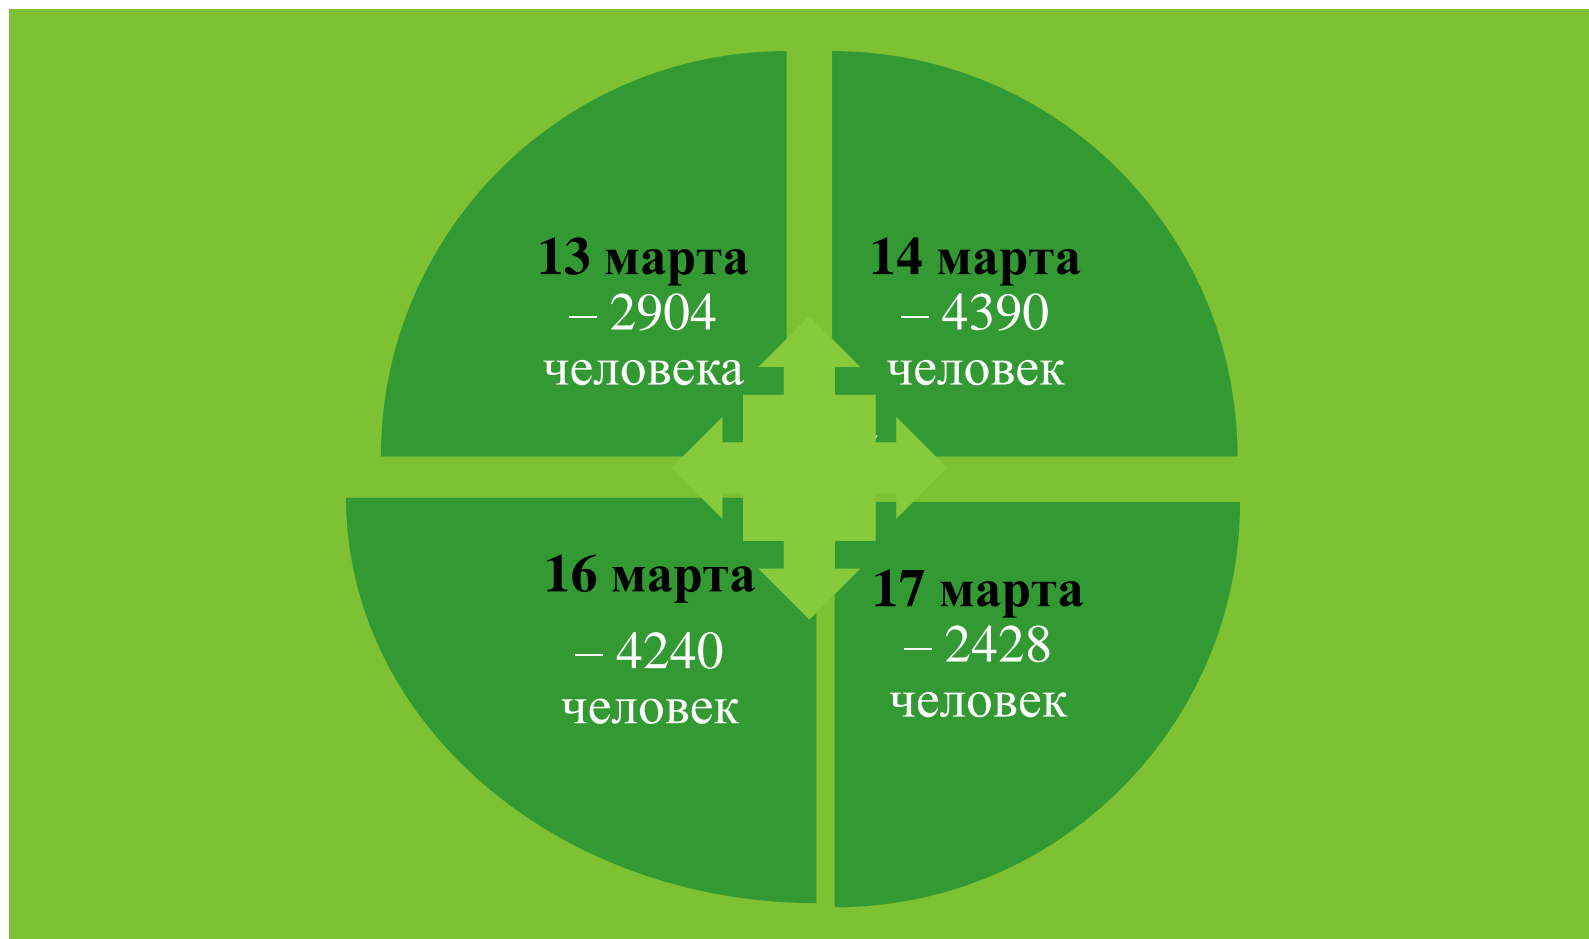 13 марта
– 2904
человека
14 марта
– 4390
человек
16 марта
– 4240
человек
17 марта
– 2428
человек